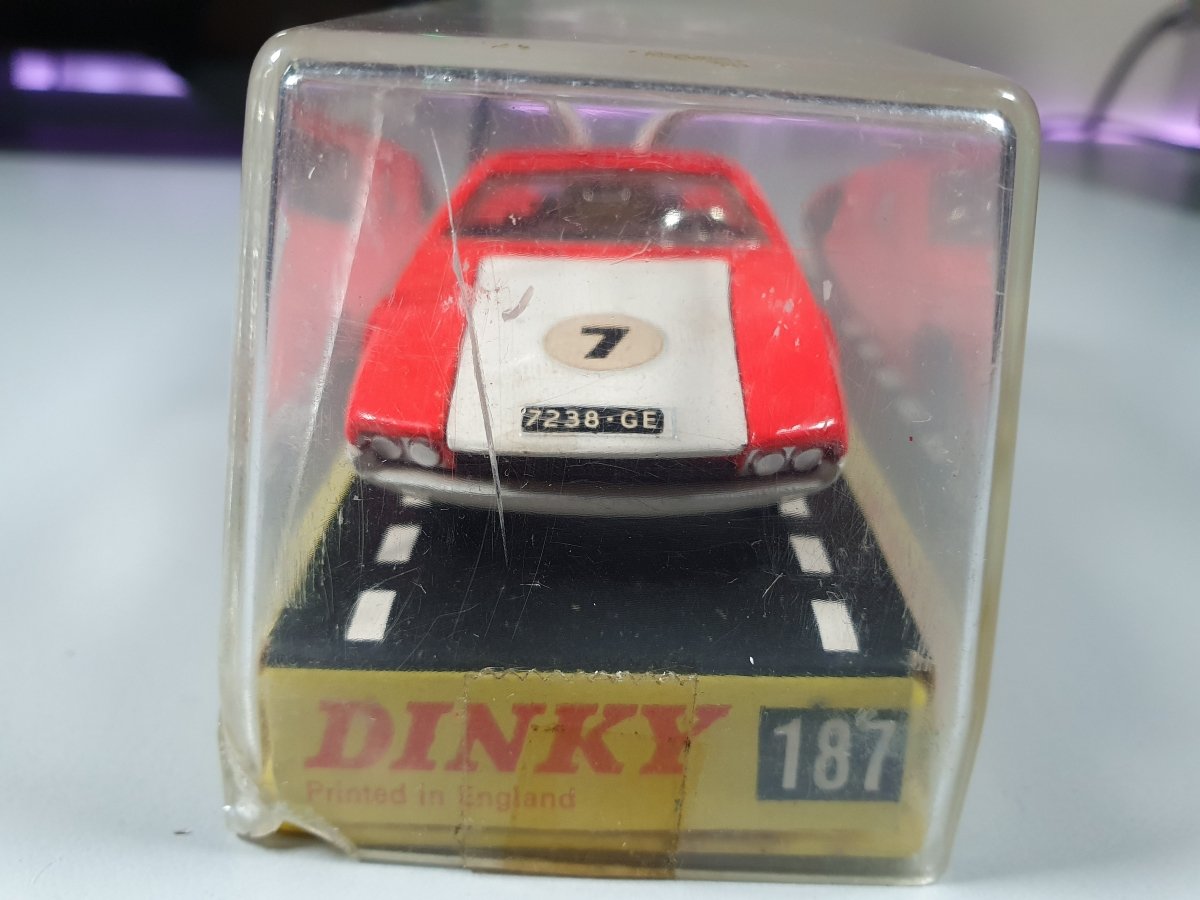 7
7238·GE
DINKY 187
Printed in England